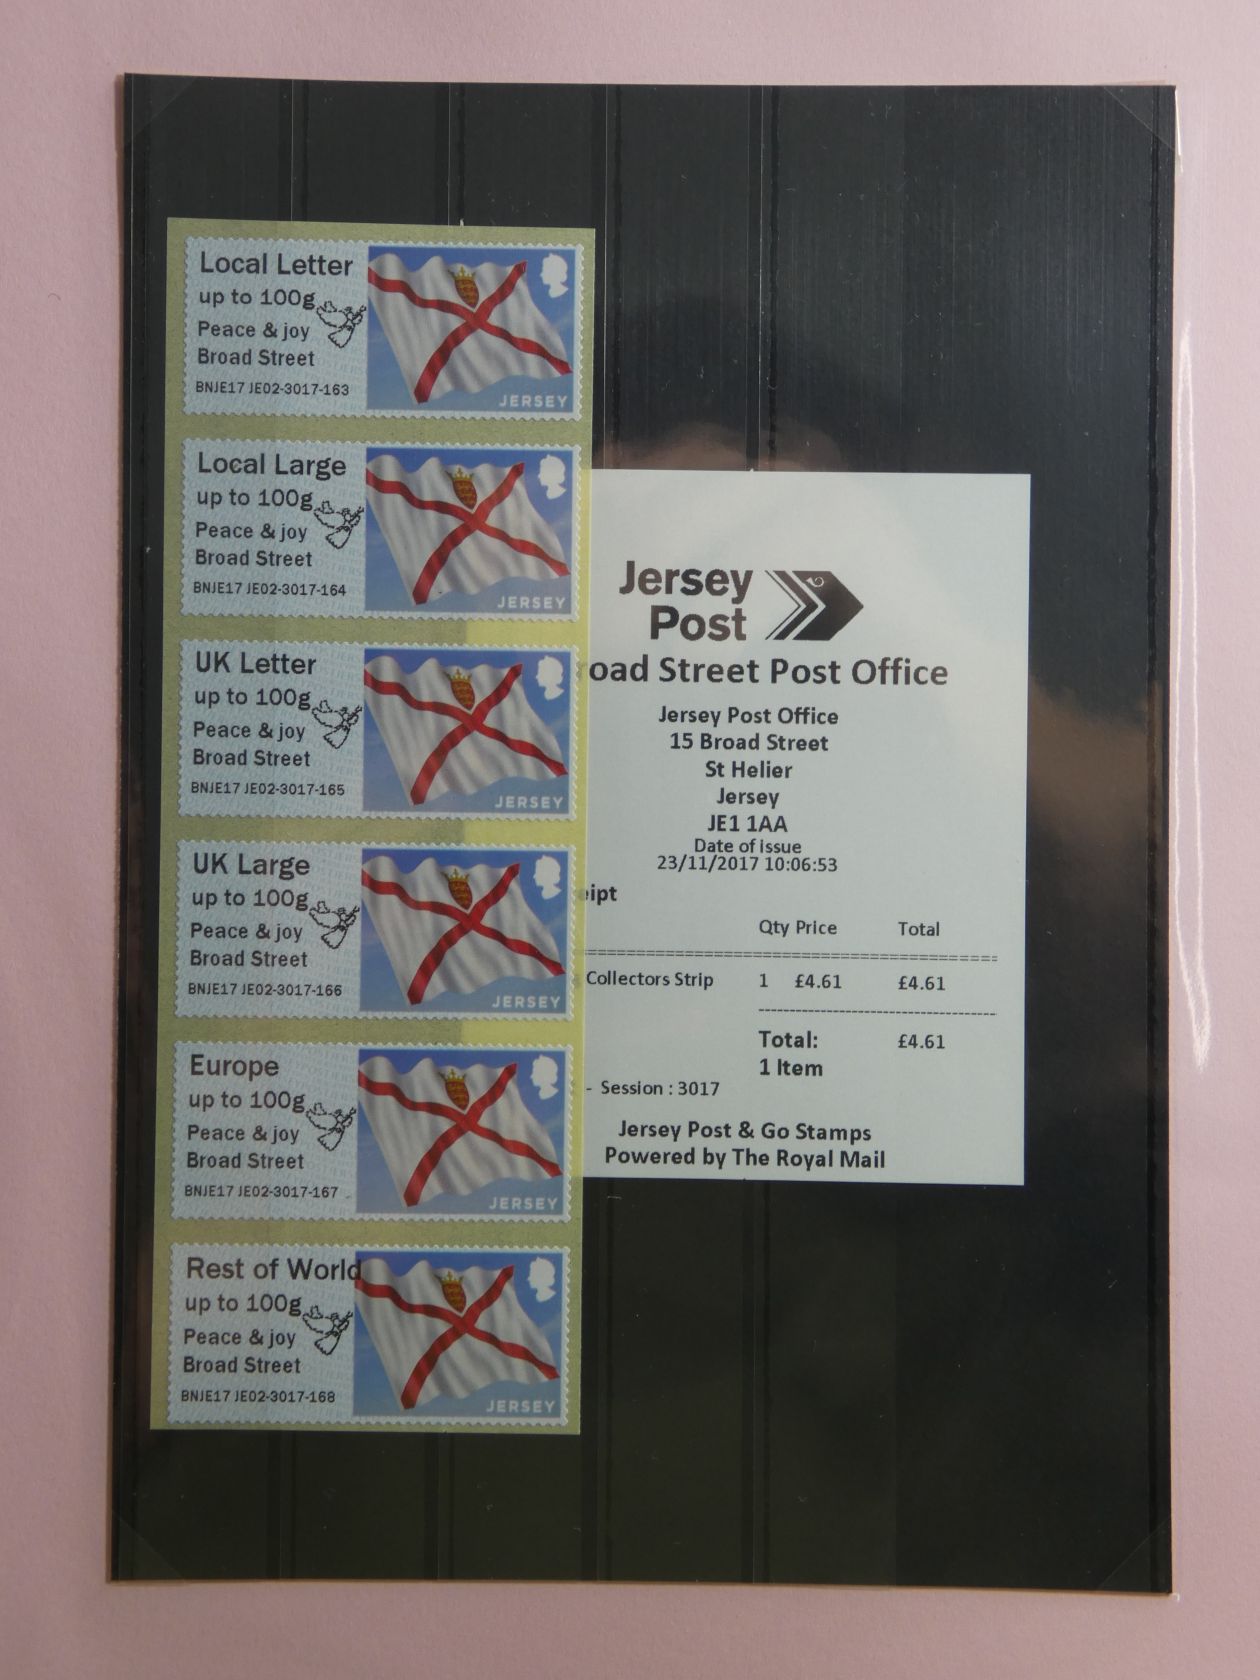 Local Letter
up to 100g
Peace & joy
Broad Street
BNJE17 JE02-3017-163
JERSEY
Local Large
up to 100g
Peace & joy
Broad Street
BNJE17 JE02-3017-164
JERSEY
UK Letter
up to 100g
Peace & joy
Broad Street
BNJE17 JE02-3017-165
JERSEY
UK Large
up to 100g
Peace & joy
Broad Street
BNJE17 JE02-3017-166
JERSEY
Europe
up to 100g
Peace & joy
Broad Street
BNJE17 JE02-3017-167
JERSEY
Rest of World
up to 100g
Peace & joy
Broad Street
BNJE17 JE02-3017-168
JERSEY
Jersey
Post
oad Street Post Office
Jersey Post Office
15 Broad Street
St Helier
Jersey
JE1 1AA
Date of issue
23/11/2017 10:06:53
ipt
Qty Price Total
Collectors Strip 1 £4.61 £4.61
Total: £4.61
1 Item
- Session : 3017
Jersey Post & Go Stamps
Powered by The Royal Mail